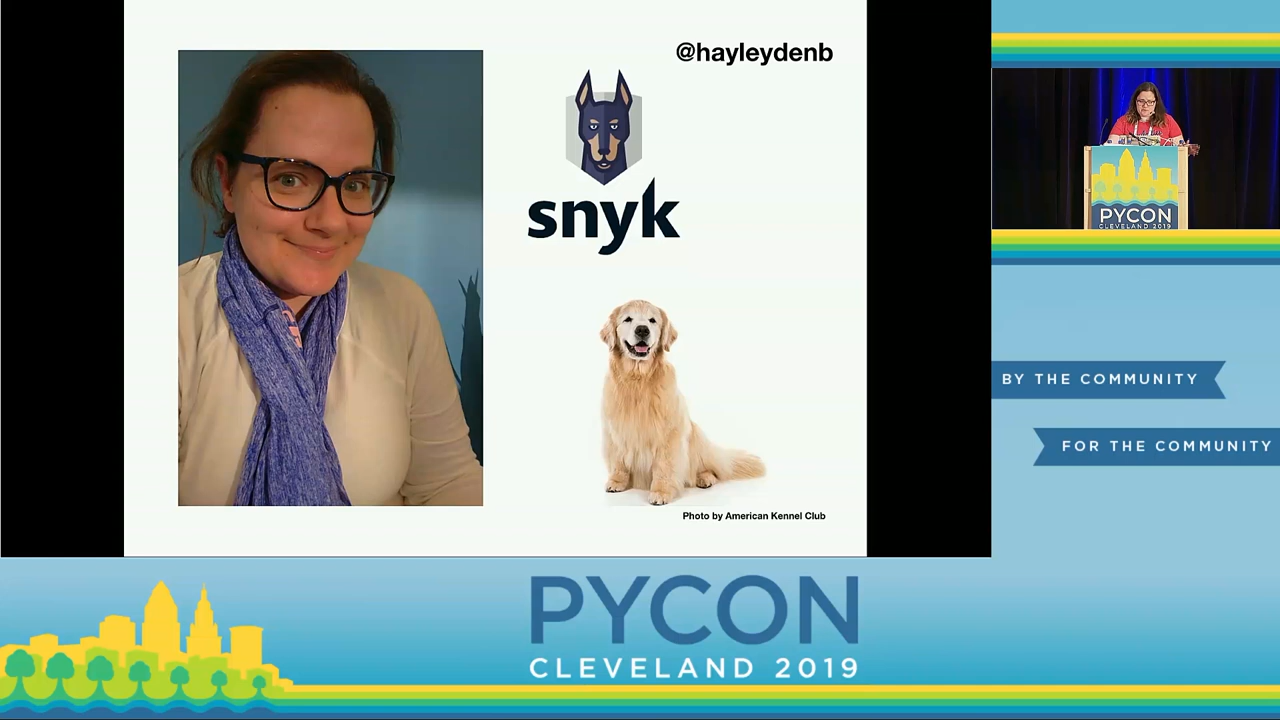 @hayleydenb
snyk
Photo by American Kennel Club
PYCON
CLEVELAND 2019
BY THE COMMUNITY
FOR THE COMMUNITY
PYCON
CLEVELAND 2019